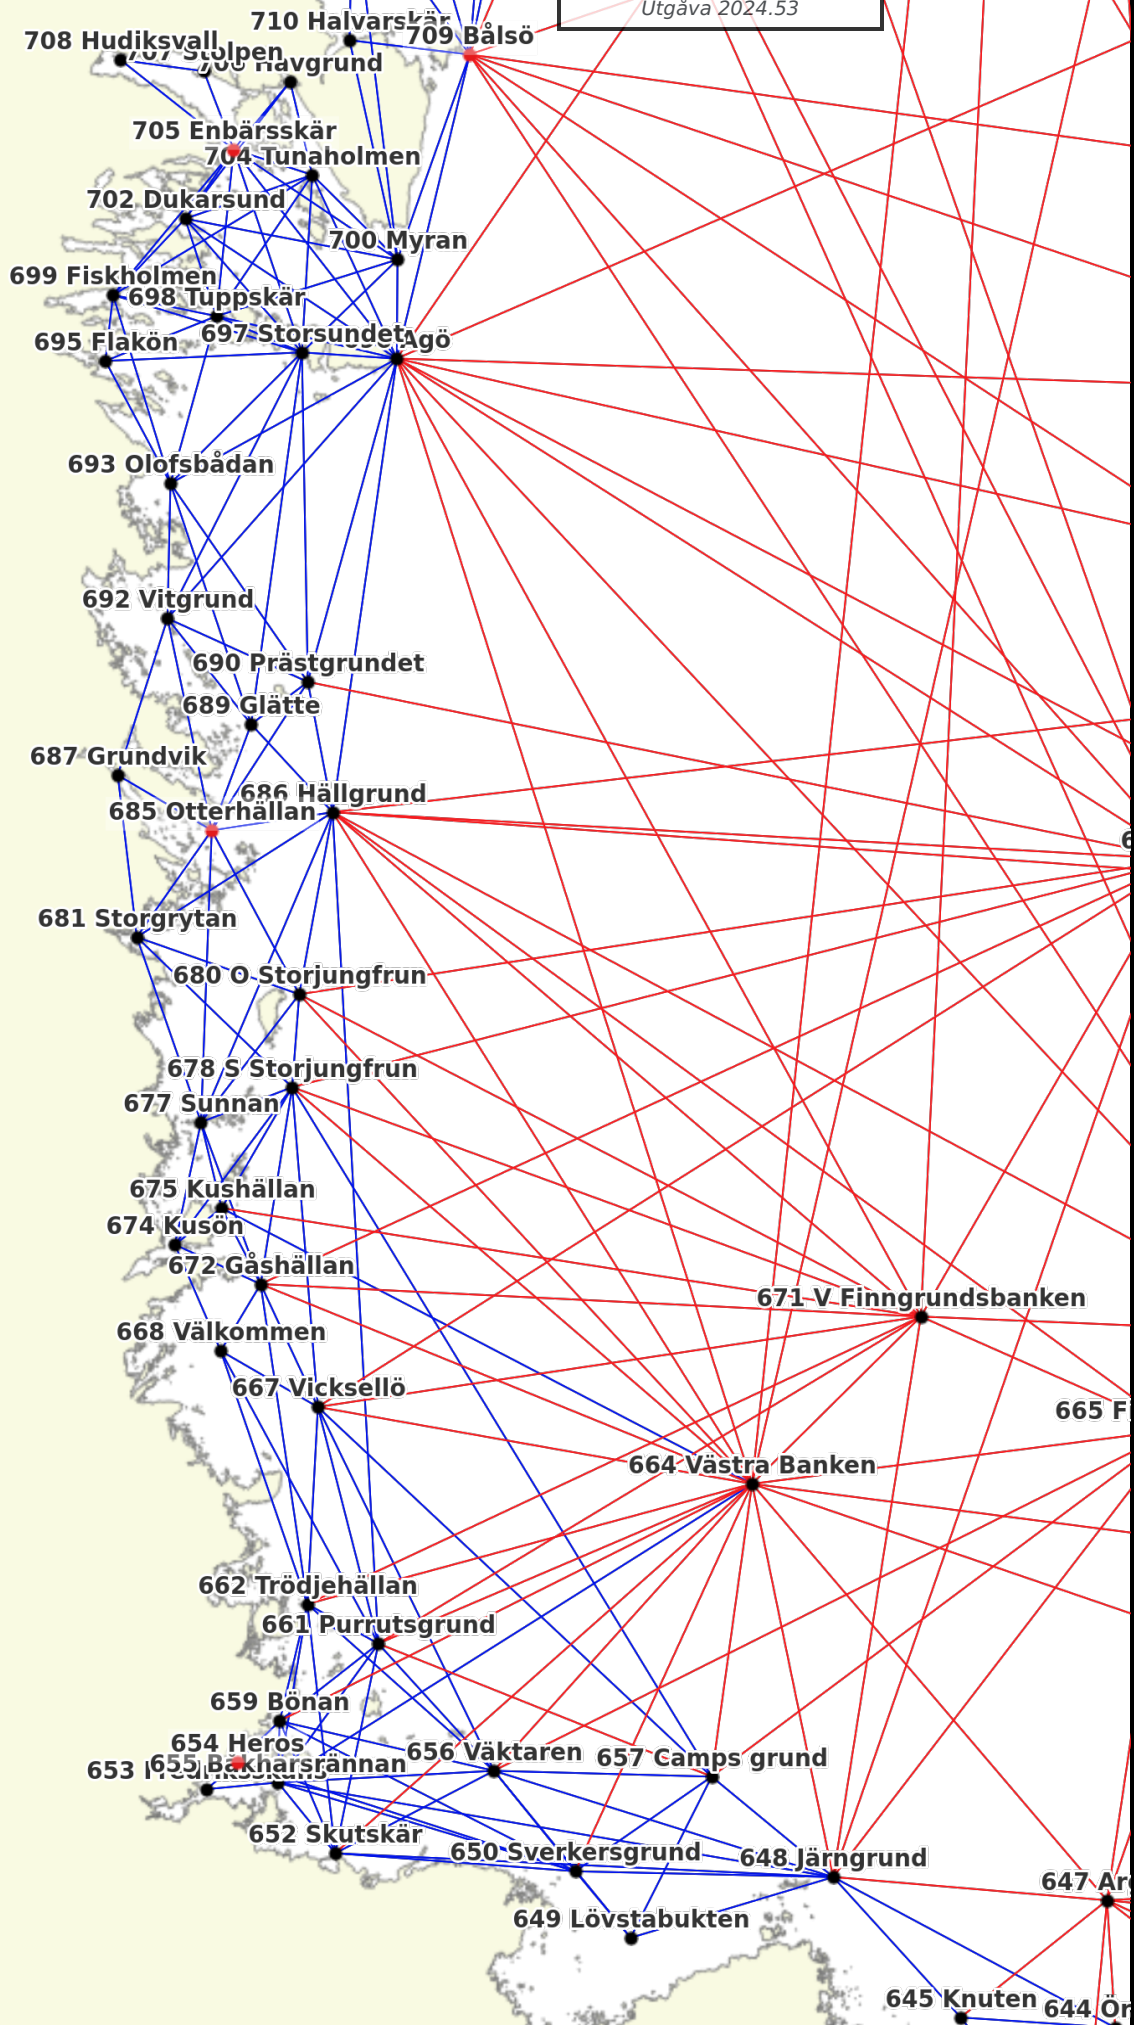 Utgåva 2024.53
710 Halvarskär
709 Bålsö
708 Hudiksvall
707 Stolpen
706 Havgrund
705 Enbärsskär
704 Tunaholmen
702 Dukarsund
700 Myran
699 Fiskholmen
698 Tuppskär
697 Storsundet
Agö
695 Flakön
693 Olofsbådan
692 Vitgrund
690 Prästgrundet
689 Glätte
687 Grundvik
686 Hällgrund
685 Otterhällan
681 Storgrytan
680 O Storjungfrun
678 S Storjungfrun
677 Sunnan
675 Kushällan
674 Kusön
672 Gåshällan
671 V Finngrundsbanken
668 Välkommen
667 Vicksellö
665 F
664 Västra Banken
662 Trödjehällan
661 Purrutsgrund
659 Bönan
654 Heros
653
655 Bakharsrännan
656 Väktaren
657 Camps grund
652 Skutskär
650 Sverkersgrund
648 Järngrund
647 Ar
649 Lövstabukten
645 Knuten
644 Ör